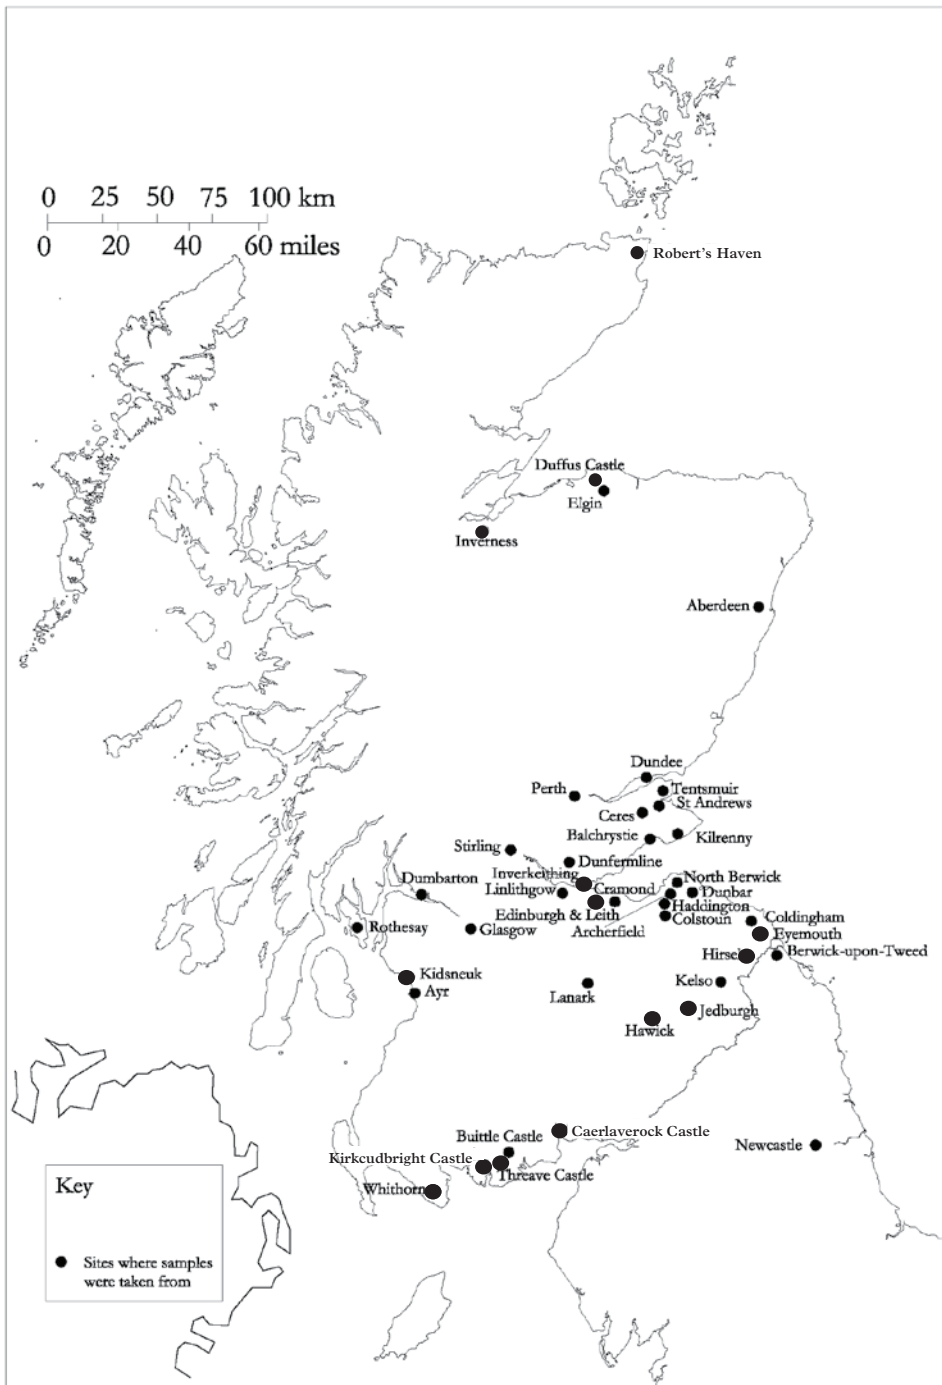 0 25 50 75 100 km
0 20 40 60 miles
Robert's Haven
Duffus Castle
Elgin
Inverness
Aberdeen
Dundee
Perth
Tentsmuir
St Andrews
Ceres
Balchrystie
Kilrenny
Stirling
Dunfermline
Inverkeithing
North Berwick
Dumbarton
Linlithgow
Cramond
Dunbar
Haddington
Edinburgh & Leith
Colstoun
Coldingham
Rothesay
Glasgow
Archerfield
Eyemouth
Hirsel
Berwick-upon-Tweed
Kidsneuk
Kelso
Ayr
Lanark
Jedburgh
Hawick
Caerlaverock Castle
Buittle Castle
Newcastle
Kirkcudbright Castle
Threave Castle
Whithorn
Key
Sites where samples
were taken from